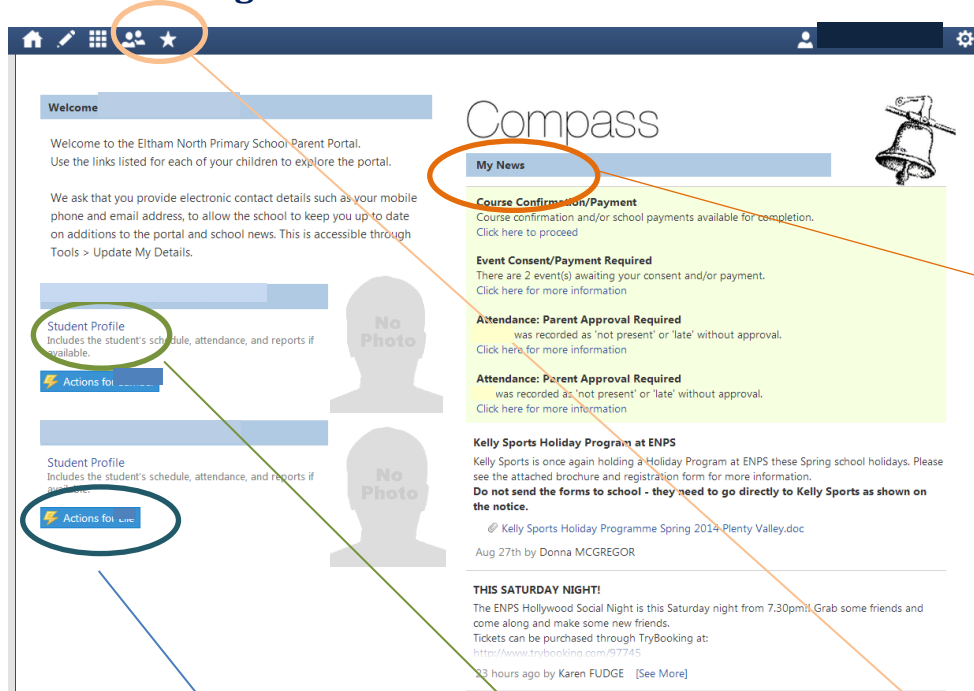 Welcome
Welcome to the Eltham North Primary School Parent Portal.
Use the links listed for each of your children to explore the portal.
We ask that you provide electronic contact details such as your mobile
phone and email address, to allow the school to keep you up to date
on additions to the portal and school news. This is accessible through
Tools > Update My Details.
Student Profile
Includes the student's schedule, attendance, and reports if
available.
Actions for
No
Photo
Student Profile
Includes the student's schedule, attendance, and reports if
available.
Actions for
No
Photo
Compass
My News
Course Confirmation/Payment
Course confirmation and/or school payments available for completion.
Click here to proceed
Event Consent/Payment Required
There are 2 event(s) awaiting your consent and/or payment.
Click here for more information
Attendance: Parent Approval Required
was recorded as 'not present' or 'late' without approval.
Click here for more information
Attendance: Parent Approval Required
was recorded as 'not present' or 'late' without approval.
Click here for more information
Kelly Sports Holiday Program at ENPS
Kelly Sports is once again holding a Holiday Program at ENPS these Spring school holidays. Please
see the attached brochure and registration form for more information.
Do not send the forms to school - they need to go directly to Kelly Sports as shown on
the notice.
Kelly Sports Holiday Programme Spring 2014 Plenty Valley.doc
Aug 27th by Donna MCGREGOR
THIS SATURDAY NIGHT!
The ENPS Hollywood Social Night is this Saturday night from 7.30pm!! Grab some friends and
come along and make some new friends.
Tickets can be purchased through TryBooking at:
http://www.trybooking.com/97745
23 hours ago by Karen FUDGE [See More]